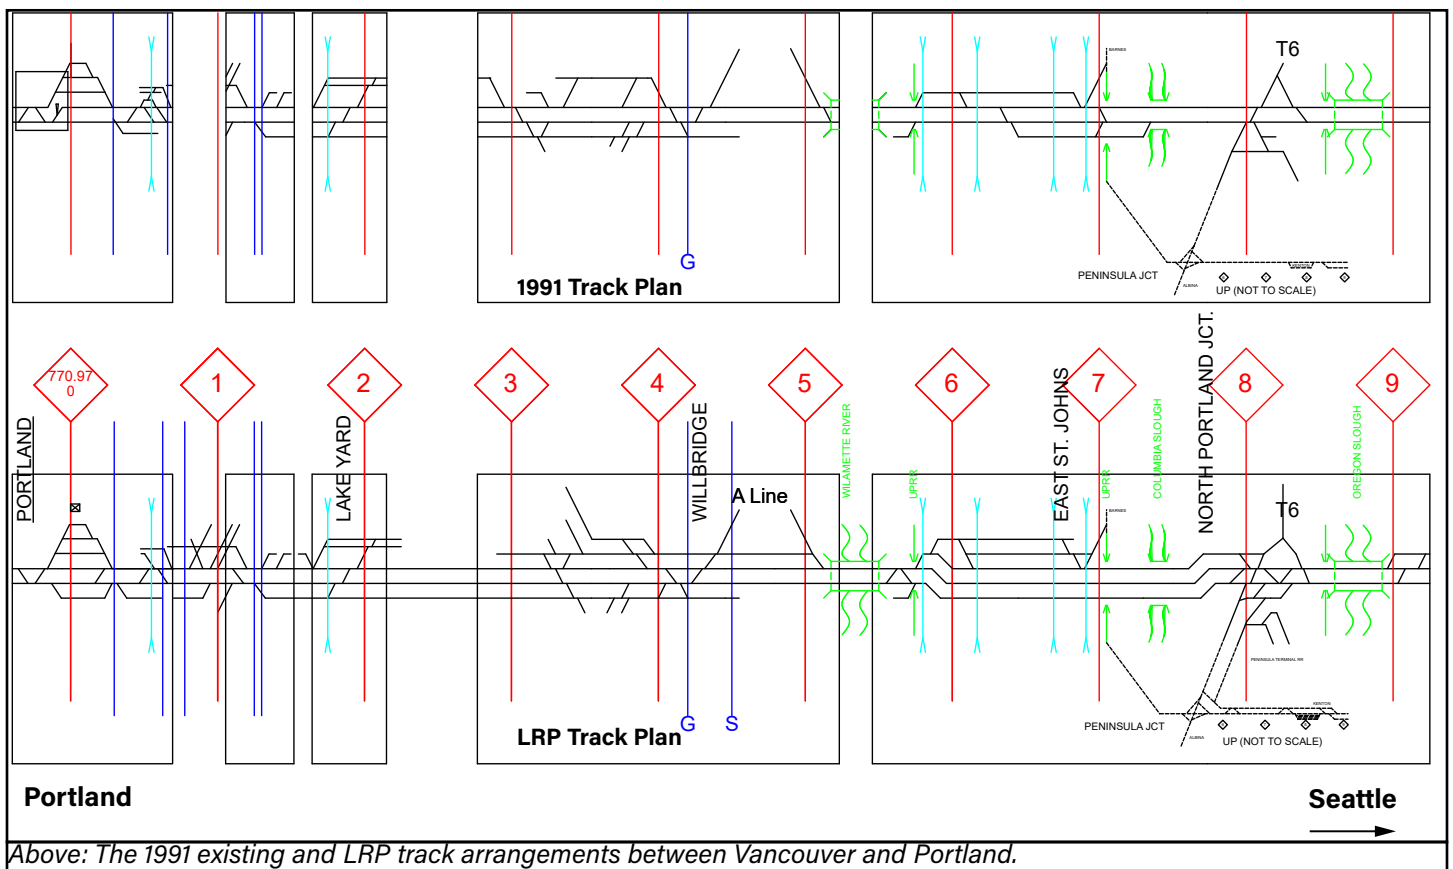 BARNES
T6
G
1991 Track Plan
PENINSULA JCT
ALBINA
KENTON
UP (NOT TO SCALE)
770.97
0
1
2
3
4
5
6
7
8
9
PORTLAND
LAKE YARD
WILLBRIDGE
A Line
WILAMETTE RIVER
UPRR
EAST ST. JOHNS
UPRR
COLUMBIA SLOUGH
NORTH PORTLAND JCT.
OREGON SLOUGH
BARNES
T6
PENINSULA TERMINAL RR
KENTON
G
S
LRP Track Plan
PENINSULA JCT
ALBINA
UP (NOT TO SCALE)
Portland
Seattle
Above: The 1991 existing and LRP track arrangements between Vancouver and Portland.